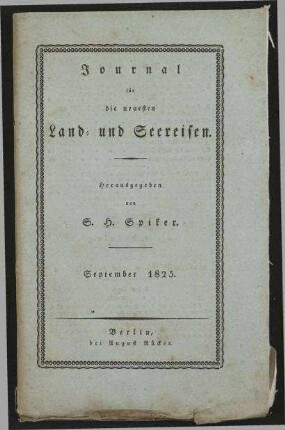 Journal
für
die neuesten
Land- und Seereisen.
Herausgegeben
von
S. H. Spiker.
September 1825.
Berlin,
bei August Rücker.